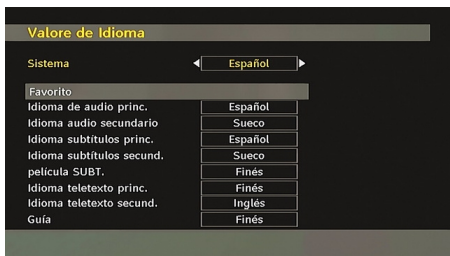 Valore de Idioma
Sistema Español
Favorito
Idioma de audio princ. Español
Idioma audio secundario Sueco
Idioma subtítulos princ. Español
Idioma subtítulos secund. Sueco
película SUBT. Finés
Idioma teletexto princ. Finés
Idioma teletexto secund. Inglés
Guía Finés